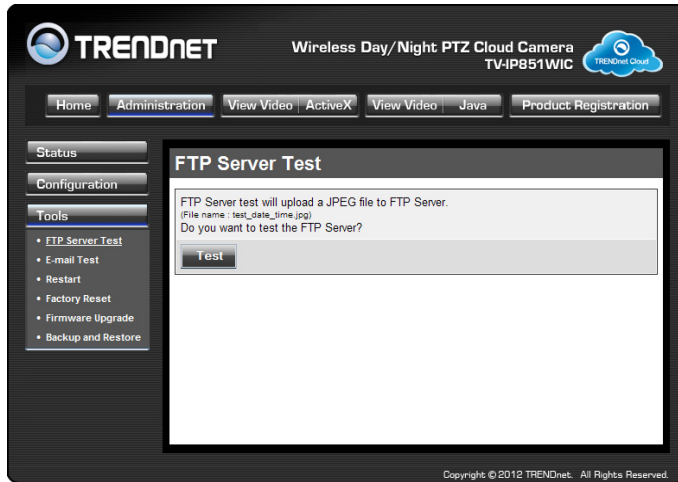 TRENDNET
Wireless Day/Night PTZ Cloud Camera
TV-IP851WIC
TRENDnet Cloud
Home Administration View Video ActiveX View Video Java Product Registration
Status
Configuration
Tools
• FTP Server Test
• E-mail Test
• Restart
• Factory Reset
• Firmware Upgrade
• Backup and Restore
FTP Server Test
FTP Server test will upload a JPEG file to FTP Server.
(File name : test_date_time.jpg)
Do you want to test the FTP Server?
Test
Copyright © 2012 TRENDnet. All Rights Reserved.